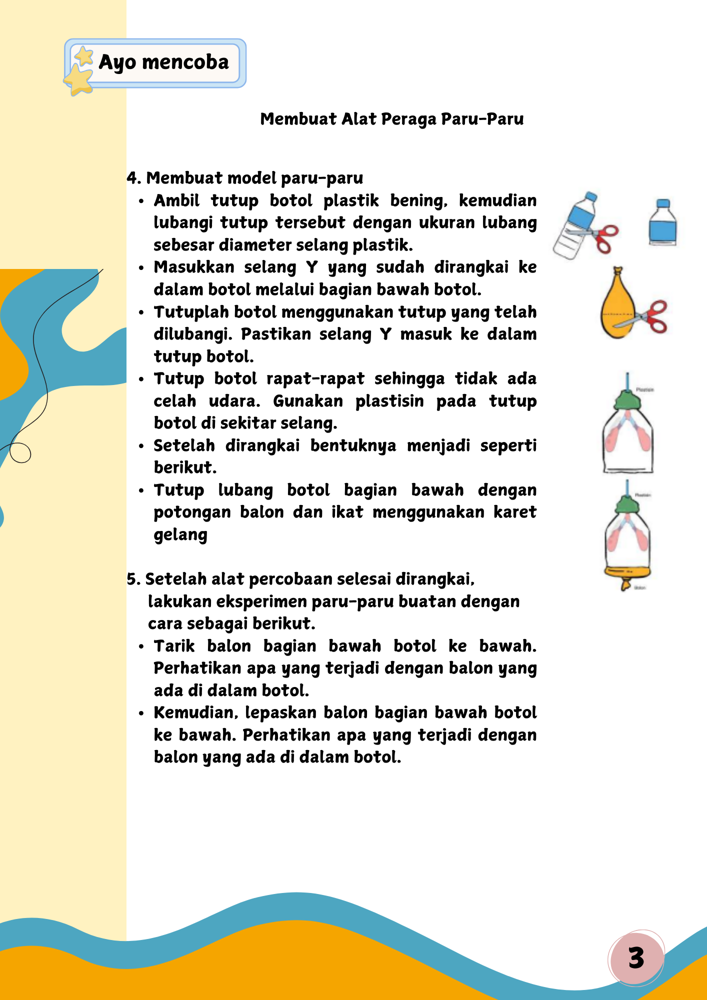 Ayo mencoba
Membuat Alat Peraga Paru-Paru
4. Membuat model paru-paru
• Ambil tutup botol plastik bening, kemudian
lubangi tutup tersebut dengan ukuran lubang
sebesar diameter selang plastik.
• Masukkan selang Y yang sudah dirangkai ke
dalam botol melalui bagian bawah botol.
• Tutuplah botol menggunakan tutup yang telah
dilubangi. Pastikan selang Y masuk ke dalam
tutup botol.
• Tutup botol rapat-rapat sehingga tidak ada
celah udara. Gunakan plastisin pada tutup
botol di sekitar selang.
• Setelah dirangkai bentuknya menjadi seperti
berikut.
• Tutup lubang botol bagian bawah dengan
potongan balon dan ikat menggunakan karet
gelang
5. Setelah alat percobaan selesai dirangkai,
lakukan eksperimen paru-paru buatan dengan
cara sebagai berikut.
• Tarik balon bagian bawah botol ke bawah.
Perhatikan apa yang terjadi dengan balon yang
ada di dalam botol.
• Kemudian, lepaskan balon bagian bawah botol
ke bawah. Perhatikan apa yang terjadi dengan
balon yang ada di dalam botol.
Balon
3